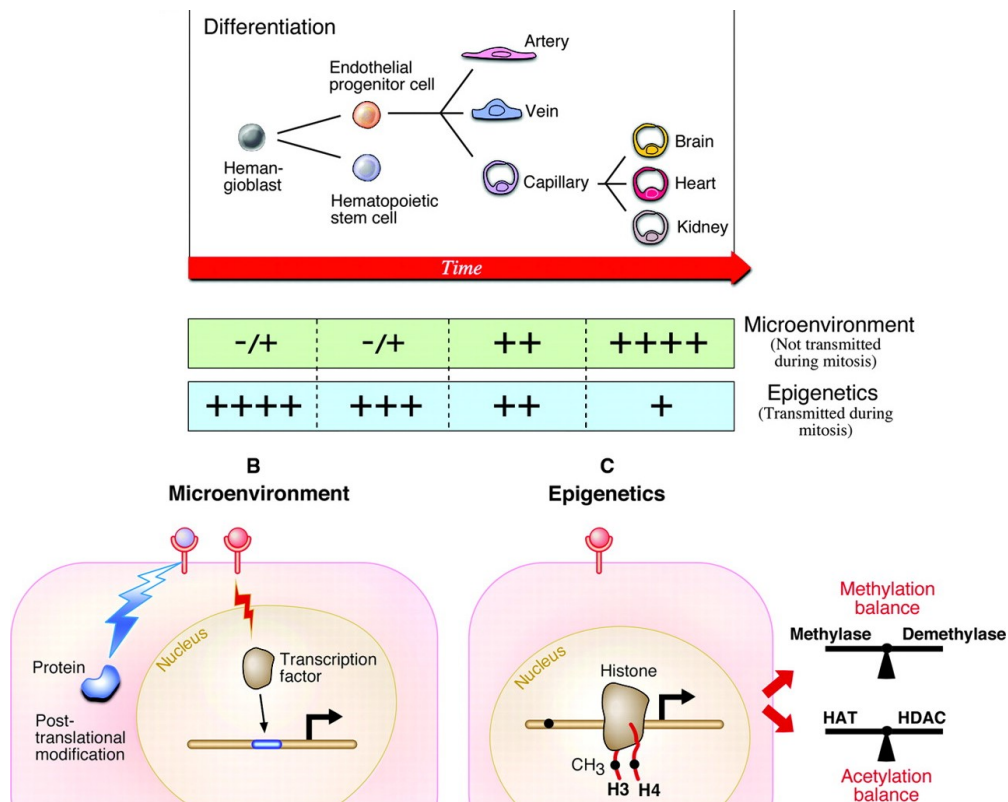 Differentiation
Artery
Endothelial
progenitor cell
Vein
Brain
Heman-
gioblast
Capillary
Heart
Hematopoietic
stem cell
Kidney
Time
-/+ -/+ ++ ++++
Microenvironment
(Not transmitted
during mitosis)
++++ +++ ++ +
Epigenetics
(Transmitted during
mitosis)
B
Microenvironment
Nucleus
Protein
Transcription
factor
Post-
translational
modification
C
Epigenetics
Nucleus
Histone
CH3
H3 H4
Methylation
balance
Methylase Demethylase
HAT HDAC
Acetylation
balance